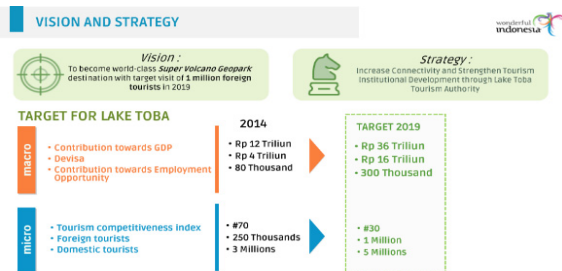 VISION AND STRATEGY
wonderful
indonesia
Vision :
To become world-class Super Volcano Geopark
destination with target visit of 1 million foreign
tourists in 2019
Strategy :
Increase Connectivity and Strengthen Tourism
Institutional Development through Lake Toba
Tourism Authority
TARGET FOR LAKE TOBA
2014
TARGET 2019
macro
• Contribution towards GDP
• Devisa
• Contribution towards Employment
Opportunity
• Rp 12 Triliun
• Rp 4 Triliun
• 80 Thousand
• Rp 36 Triliun
• Rp 16 Triliun
• 300 Thousand
micro
• Tourism competitiveness index
• Foreign tourists
• Domestic tourists
• #70
• 250 Thousands
• 3 Millions
• #30
• 1 Million
• 5 Millions